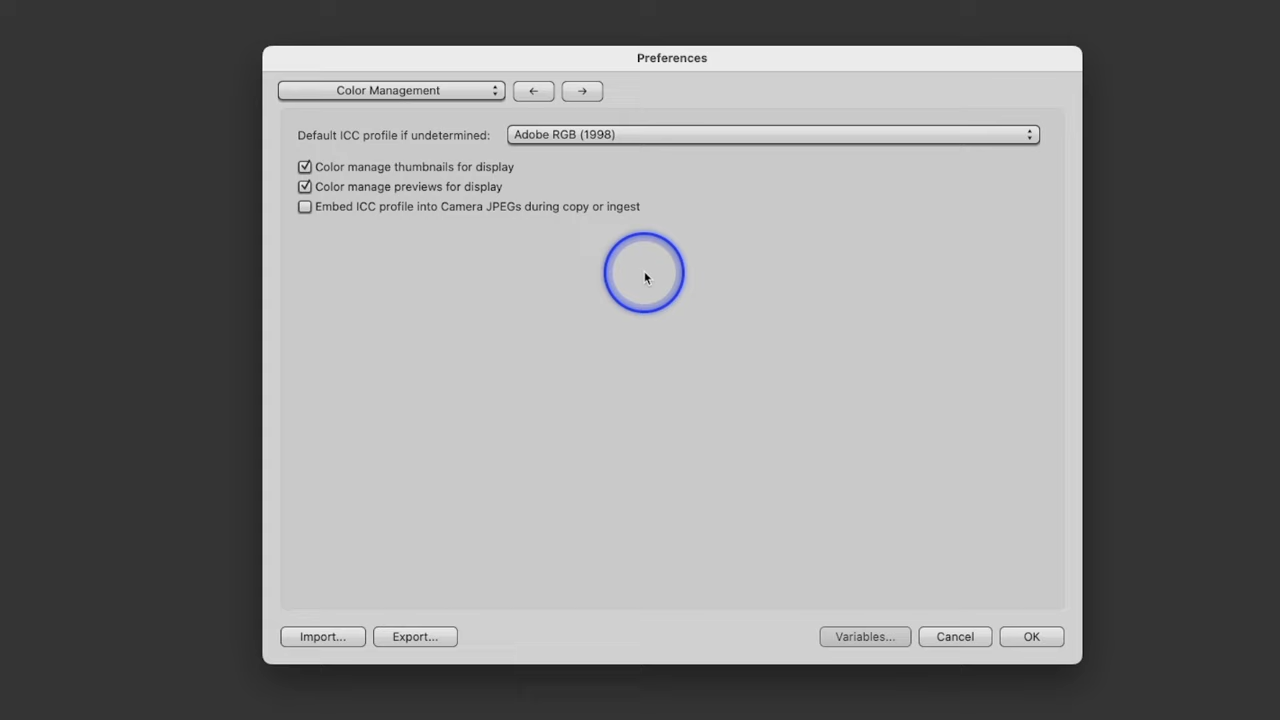 Preferences
Color Management
Default ICC profile if undetermined: Adobe RGB (1998)
Color manage thumbnails for display
Color manage previews for display
Embed ICC profile into Camera JPEGs during copy or ingest
Import... Export... Variables... Cancel OK